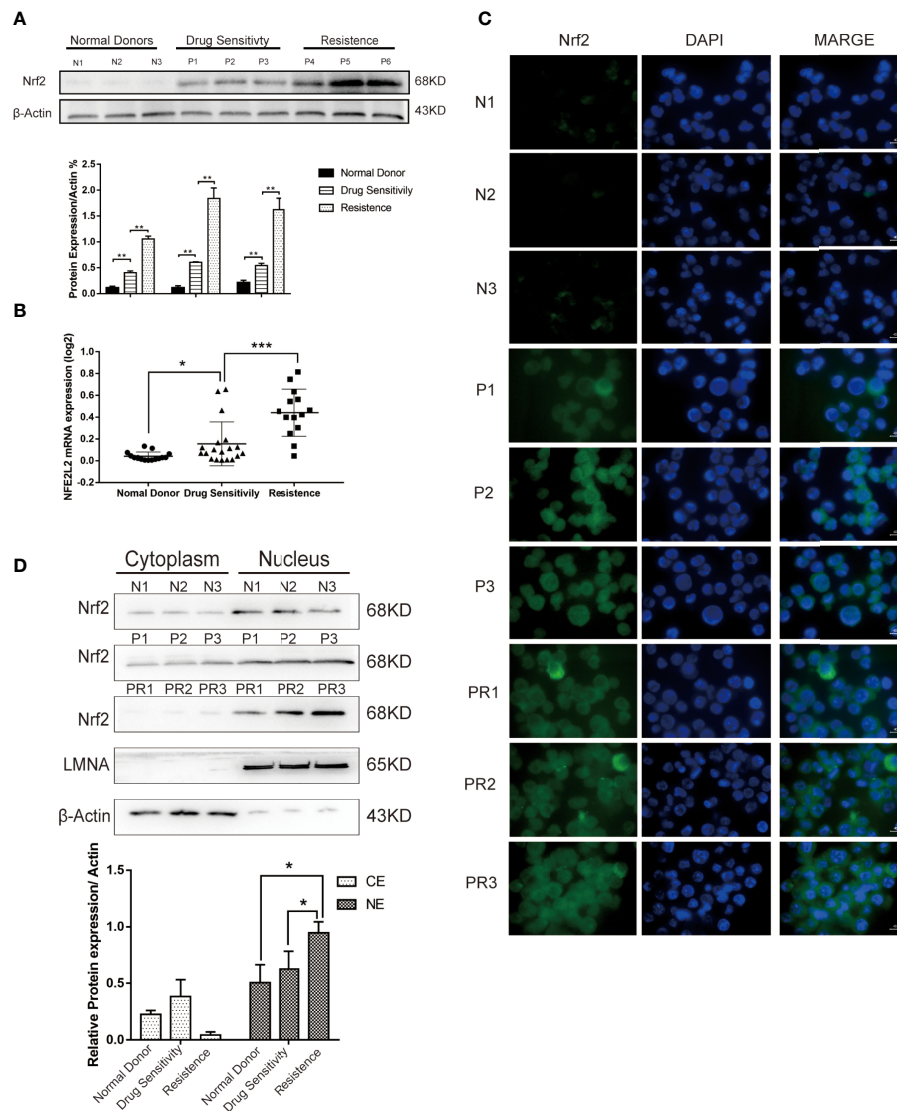 A
Normal Donors Drug Sensitivty Resistence
N1 N2 N3 P1 P2 P3 P4 P5 P6
Nrf2 68KD
β-Actin 43KD
Protein Expression/Actin %
2.5
2.0
1.5
1.0
0.5
0.0
** ** ** ** ** **
Normal Donor
Drug Sensitivily
Resistence
B
NFE2L2 mRNA expression (log2)
1.0
0.8
0.6
0.4
0.2
0.0
-0.2
* ***
Nomal Donor Drug Sensitivily Resistence
C
Nrf2 DAPI MARGE
N1
N2
N3
P1
P2
P3
PR1
PR2
PR3
D
Cytoplasm Nucleus
N1 N2 N3 N1 N2 N3
Nrf2 68KD
P1 P2 P3 P1 P2 P3
Nrf2 68KD
PR1 PR2 PR3 PR1 PR2 PR3
Nrf2 68KD
LMNA 65KD
β-Actin 43KD
Relative Protein expression/ Actin
1.5
1.0
0.5
0.0
* *
CE
NE
Normal Donor Drug Sensitivity Resistence Normal Donor Drug Sensitivity Resistence